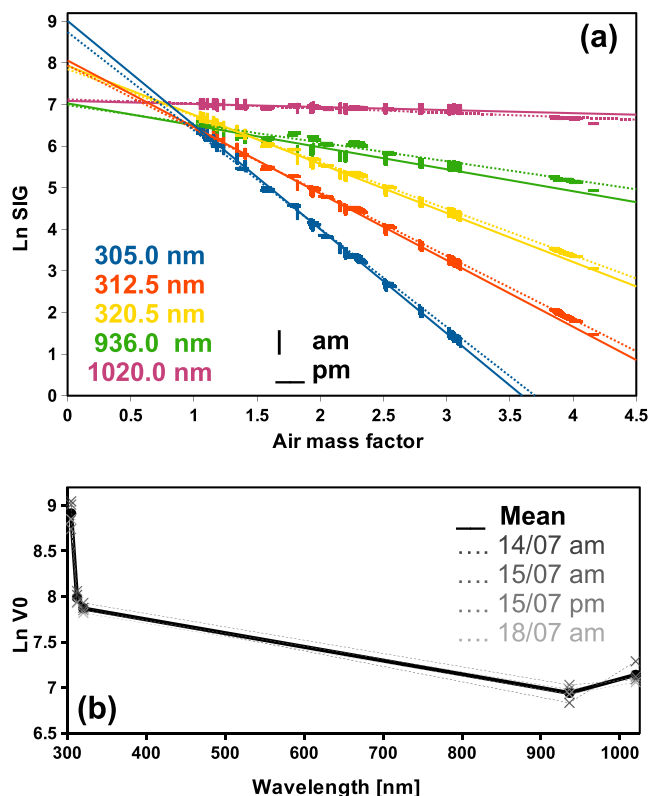 (a)
9
8
7
6
5
4
3
2
1
0
Ln SIG
305.0 nm
312.5 nm
320.5 nm
936.0 nm
1020.0 nm
| am
__ pm
0 0.5 1 1.5 2 2.5 3 3.5 4 4.5
Air mass factor
9
8.5
8
7.5
7
6.5
Ln V0
__ Mean
.... 14/07 am
.... 15/07 am
.... 15/07 pm
.... 18/07 am
(b)
300 400 500 600 700 800 900 1000
Wavelength [nm]